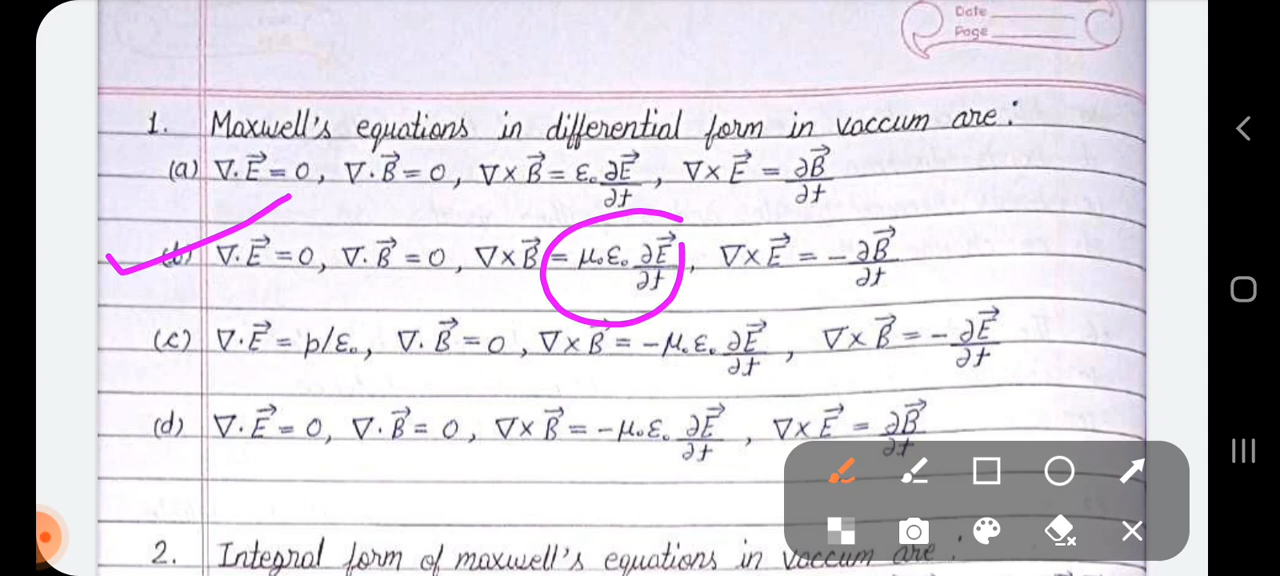 Date
Page
1. Maxwell's equations in differential form in vaccum are:
(a) ∇.E⃗ = 0, ∇.B⃗ = 0, ∇×B⃗ = ε₀ ∂E⃗/∂t, ∇×E⃗ = ∂B⃗/∂t
(b) ∇.E⃗ = 0, ∇.B⃗ = 0, ∇×B⃗ = μ₀ε₀ ∂E⃗/∂t, ∇×E⃗ = -∂B⃗/∂t
(c) ∇.E⃗ = p/ε₀, ∇.B⃗ = 0, ∇×B⃗ = -μ₀ε₀ ∂E⃗/∂t, ∇×B⃗ = -∂E⃗/∂t
(d) ∇.E⃗ = 0, ∇.B⃗ = 0, ∇×B⃗ = -μ₀ε₀ ∂E⃗/∂t, ∇×E⃗ = ∂B⃗/∂t
2. Integral form of maxwell's equations in vaccum are: